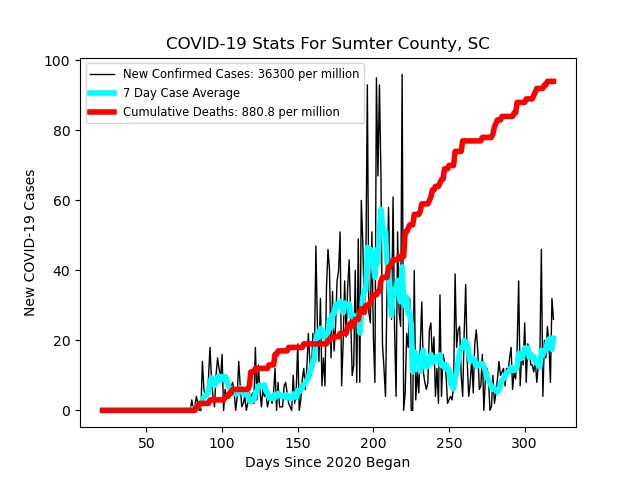 COVID-19 Stats For Sumter County, SC
New Confirmed Cases: 36300 per million
7 Day Case Average
Cumulative Deaths: 880.8 per million
100
80
60
40
20
0
New COVID-19 Cases
50 100 150 200 250 300
Days Since 2020 Began